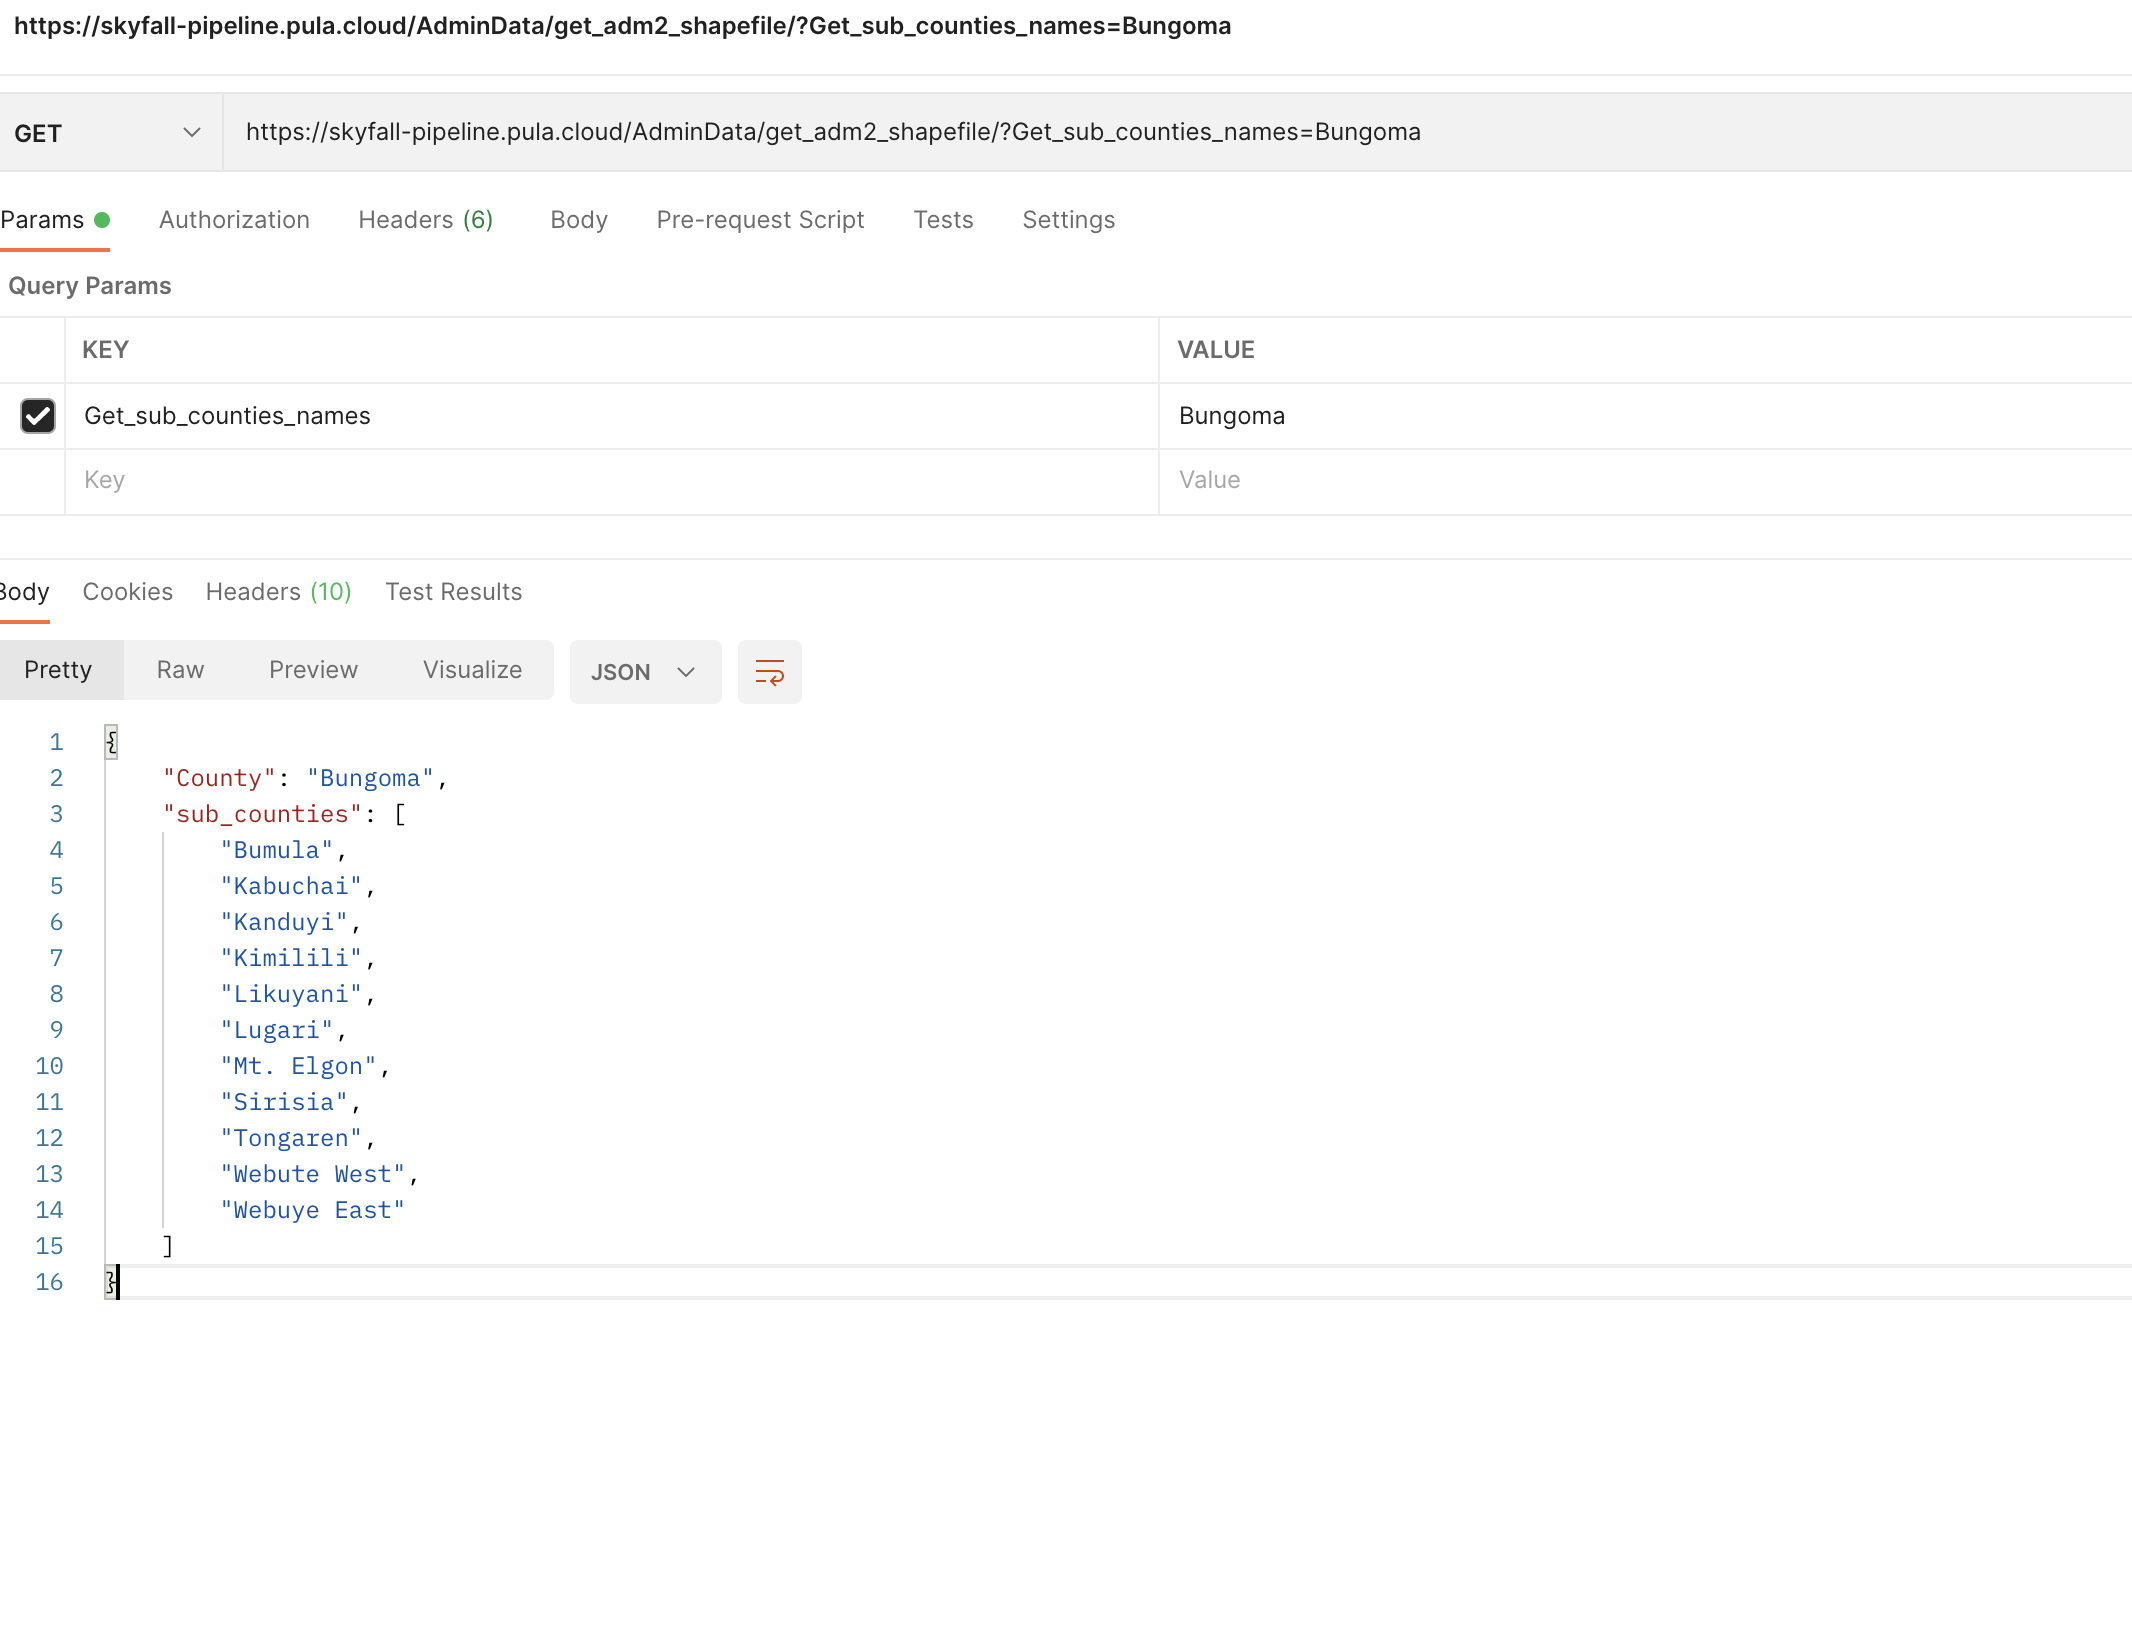 https://skyfall-pipeline.pula.cloud/AdminData/get_adm2_shapefile/?Get_sub_counties_names=Bungoma
GET https://skyfall-pipeline.pula.cloud/AdminData/get_adm2_shapefile/?Get_sub_counties_names=Bungoma
Params Authorization Headers (6) Body Pre-request Script Tests Settings
Query Params
KEY VALUE
Get_sub_counties_names Bungoma
Key Value
Body Cookies Headers (10) Test Results
Pretty Raw Preview Visualize JSON
1 {
2 "County": "Bungoma",
3 "sub_counties": [
4 "Bumula",
5 "Kabuchai",
6 "Kanduyi",
7 "Kimilili",
8 "Likuyani",
9 "Lugari",
10 "Mt. Elgon",
11 "Sirisia",
12 "Tongaren",
13 "Webute West",
14 "Webuye East"
15 ]
16 }